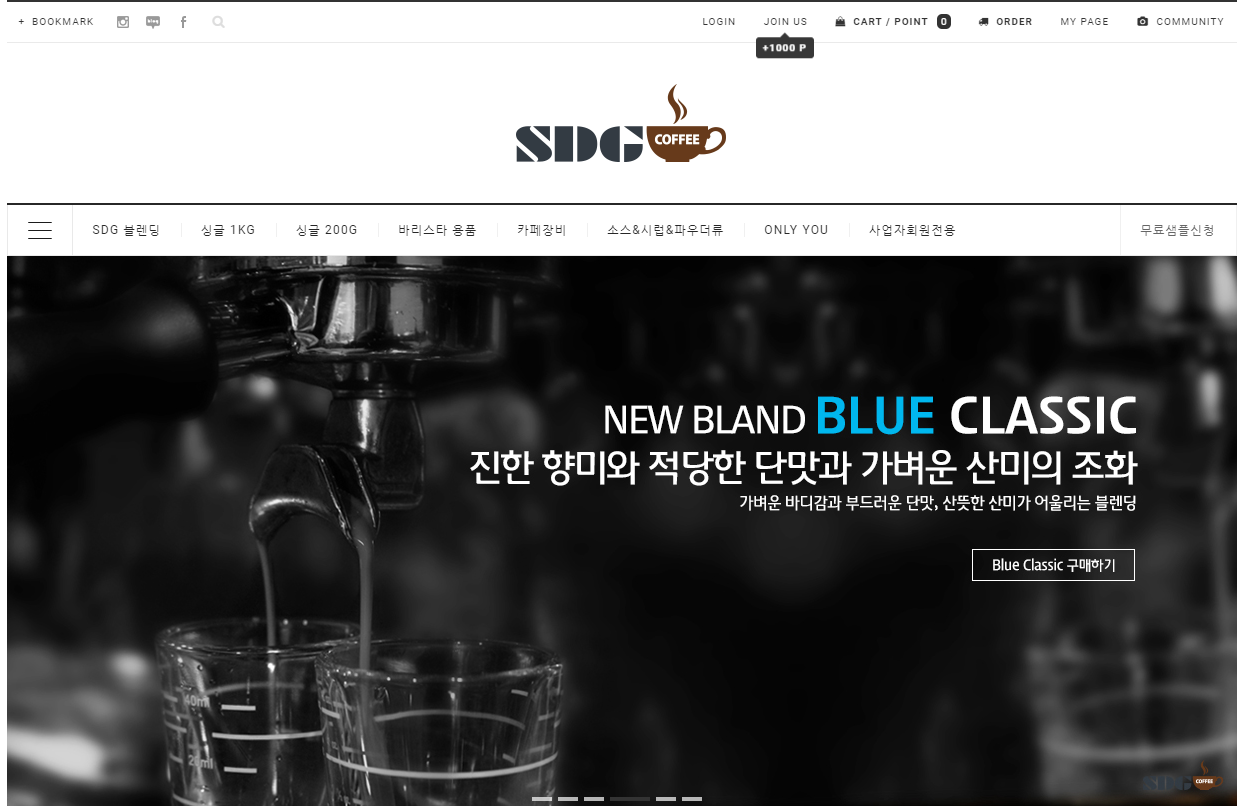 + BOOKMARK
LOGIN
JOIN US
CART / POINT 0
ORDER
MY PAGE
COMMUNITY
+1000 P
SDG COFFEE
SDG 블렌딩
싱글 1KG
싱글 200G
바리스타 용품
카페장비
소스&시럽&파우더류
ONLY YOU
사업자회원전용
무료샘플신청
NEW BLAND BLUE CLASSIC
진한 향미와 적당한 단맛과 가벼운 산미의 조화
가벼운 바디감과 부드러운 단맛, 산뜻한 산미가 어울리는 블렌딩
Blue Classic 구매하기
40ml
20ml
SDG COFFEE